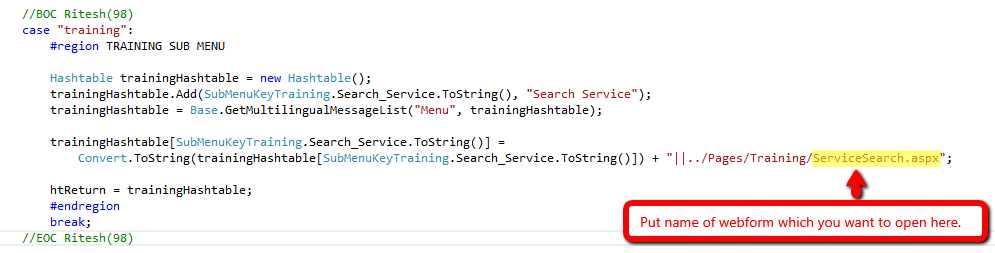 //BOC Ritesh(98)
case "training":
#region TRAINING SUB MENU
Hashtable trainingHashtable = new Hashtable();
trainingHashtable.Add(SubMenuKeyTraining.Search_Service.ToString(), "Search Service");
trainingHashtable = Base.GetMultilingualMessageList("Menu", trainingHashtable);
trainingHashtable[SubMenuKeyTraining.Search_Service.ToString()] =
Convert.ToString(trainingHashtable[SubMenuKeyTraining.Search_Service.ToString()]) + "||../Pages/Training/ServiceSearch.aspx";
htReturn = trainingHashtable;
#endregion
break;
Put name of webform which you want to open here.
//EOC Ritesh(98)